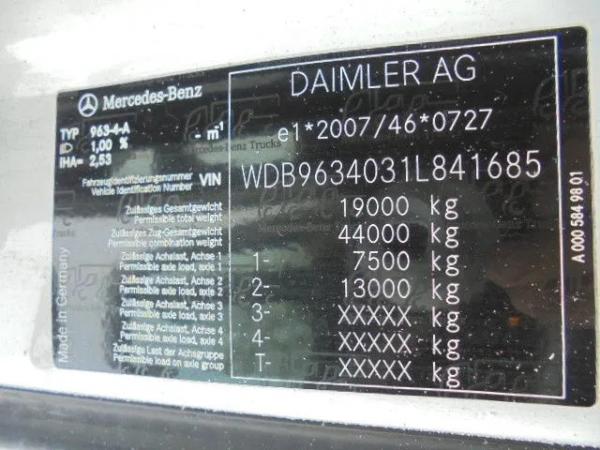 Mercedes-Benz
DAIMLER AG
TYP 963-4-A - m⁻¹
1,00 %
IHA= 2,53
e1*2007/46*0727
Fahrzeugidentifizierungsnummer
Vehicle Identification Number VIN WDB9634031L841685
Zulässiges Gesamtgewicht
Permissible total weight 19000 kg
Zulässiges Zug-Gesamtgewicht
Permissible combination weight 44000 kg
Zulässige Achslast, Achse 1
Permissible axle load, axle 1 1- 7500 kg
Zulässige Achslast, Achse 2
Permissible axle load, axle 2 2- 13000 kg
Zulässige Achslast, Achse 3
Permissible axle load, axle 3 3- XXXXX kg
Zulässige Achslast, Achse 4
Permissible axle load, axle 4 4- XXXXX kg
Zulässige Last der Achsgruppe
Permissible load on axle group T- XXXXX kg
Made in Germany
A 000 584 98 01
Mercedes-Benz Trucks